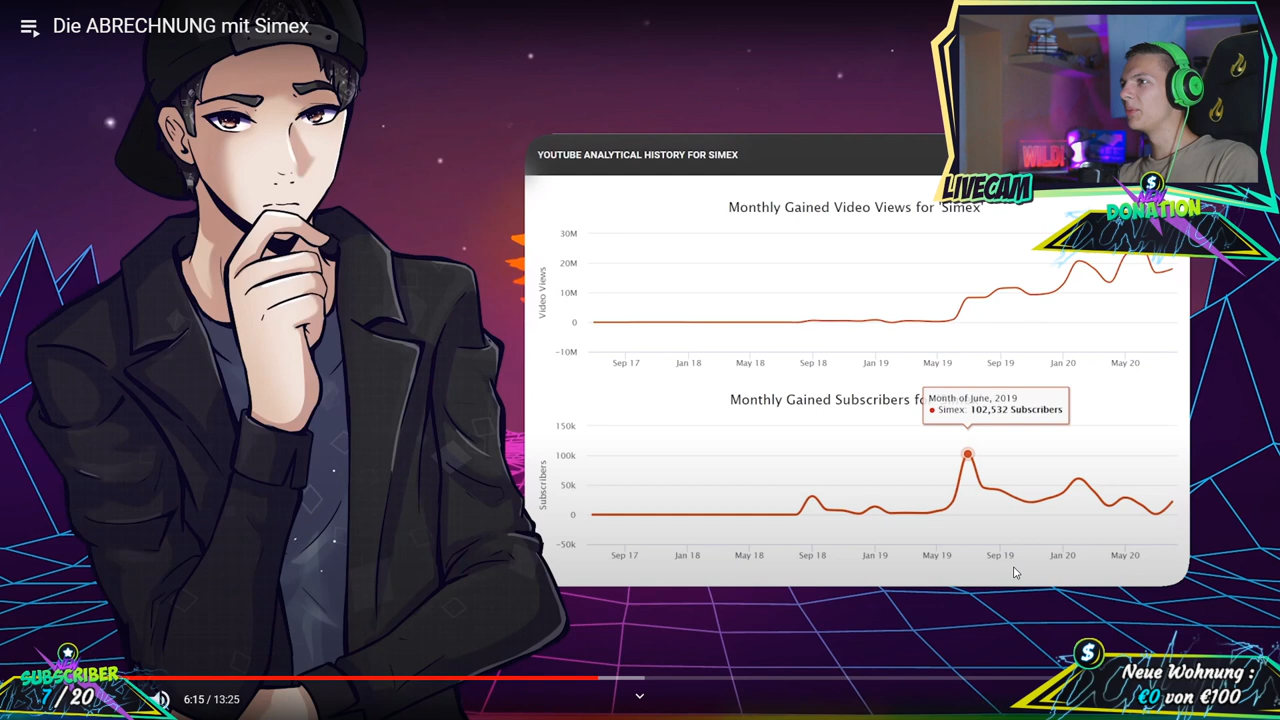 Die ABRECHNUNG mit Simex
YOUTUBE ANALYTICAL HISTORY FOR SIMEX
Monthly Gained Video Views for 'Simex'
Video Views
30M
20M
10M
0
-10M
Sep 17
Jan 18
May 18
Sep 18
Jan 19
May 19
Sep 19
Jan 20
May 20
Monthly Gained Subscribers fo
Month of June, 2019
Simex: 102,532 Subscribers
Subscribers
150k
100k
50k
0
-50k
Sep 17
Jan 18
May 18
Sep 18
Jan 19
May 19
Sep 19
Jan 20
May 20
WILD!
LIVECAM
$
NEW
DONATION
NEW
SUBSCRIBER
7 / 20
6:15 / 13:25
$
Neue Wohnung :
€0 von €100